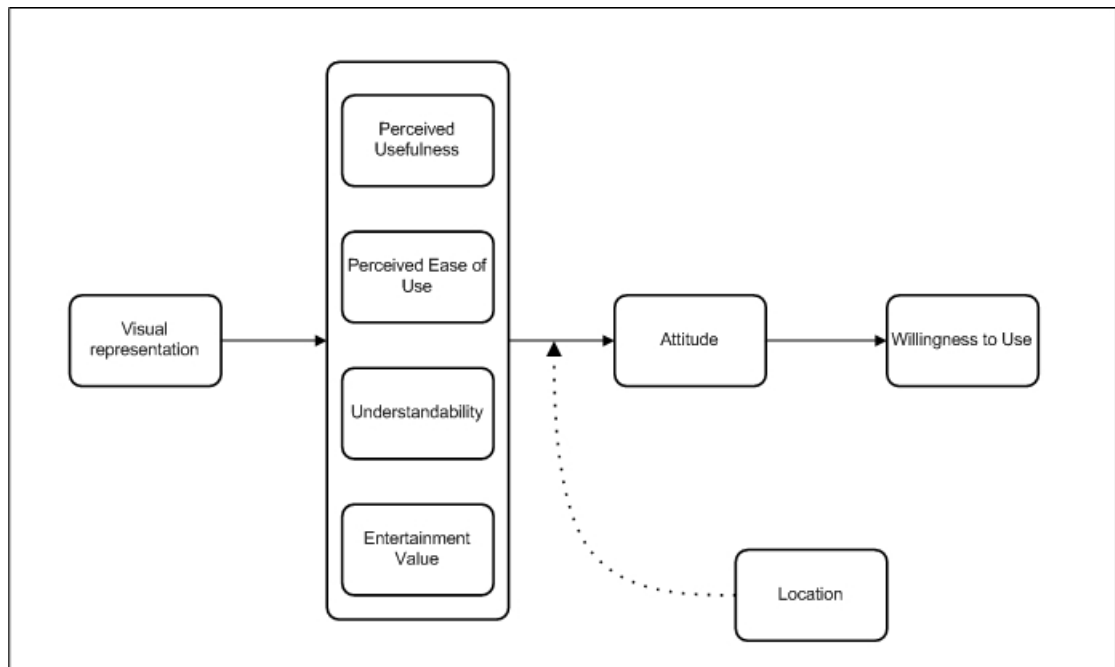 Perceived
Usefulness
Perceived Ease of
Use
Visual
representation
Understandability
Entertainment
Value
Attitude
Willingness to Use
Location